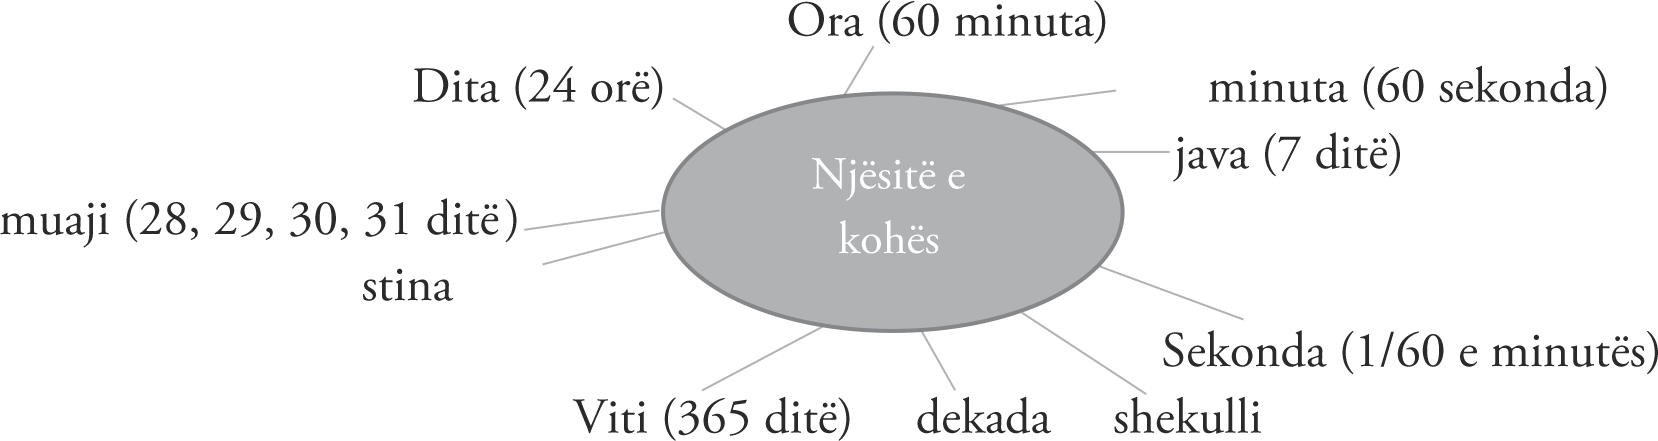 Ora (60 minuta)
Dita (24 orë)
minuta (60 sekonda)
java (7 ditë)
Njësitë e
kohës
muaji (28, 29, 30, 31 ditë)
stina
Sekonda (1/60 e minutës)
Viti (365 ditë)
dekada
shekulli